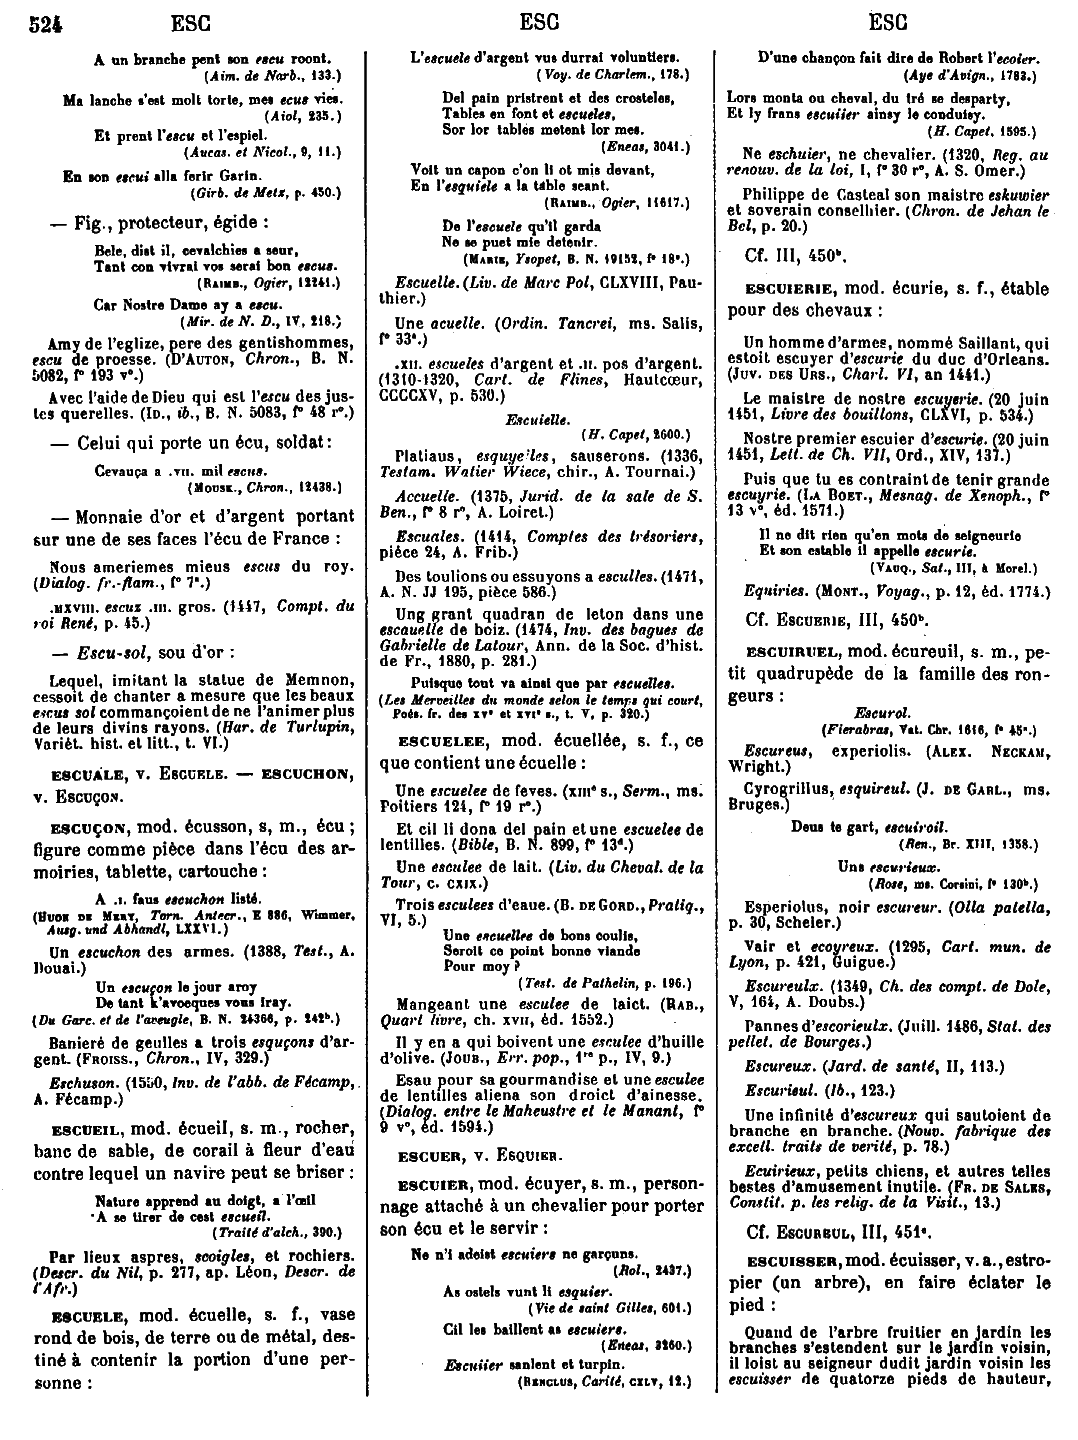 524 ESC ESC ESC
A un branche pent son escu roont.
(Aim. de Narb., 133.)
Ma lanche s'est molt torte, mes ecus vies.
(Aiol, 235.)
Et prent l'escu et l'espiel.
(Aucas. et Nicol., 9, 11.)
En son escui alla ferir Garin.
(Girb. de Metz, p. 450.)
— Fig., protecteur, égide :
Bele, dist il, cevalchies a seur,
Tant con vivrai vos serai bon escus.
(RAIMB., Ogier, 12241.)
Car Nostre Dame ay a escu.
(Mir. de N. D., IV, 218.)
Amy de l'eglize, pere des gentishommes,
escu de proesse. (D'AUTON, Chron., B. N.
5082, f° 193 v°.)
Avec l'aide de Dieu qui est l'escu des jus-
tes querelles. (ID., ib., B. N. 5083, f° 48 r°.)
— Celui qui porte un écu, soldat :
Cevauça a .VII. mil escus.
(MOUSK., Chron., 12438.)
— Monnaie d'or et d'argent portant
sur une de ses faces l'écu de France :
Nous ameriemes mieus escus du roy.
(Dialog. fr.-flam., f° 7ª.)
.MXVIII. escuz .III. gros. (1447, Compt. du
roi René, p. 45.)
— Escu-sol, sou d'or :
Lequel, imitant la statue de Memnon,
cessoit de chanter a mesure que les beaux
escus sol commançoient de ne l'animer plus
de leurs divins rayons. (Har. de Turlupin,
Variét. hist. et litt., t. VI.)
ESCUALE, v. ESCUELE. — ESCUCHON,
v. ESCUÇON.
ESCUÇON, mod. écusson, s, m., écu ;
figure comme pièce dans l'écu des ar-
moiries, tablette, cartouche :
A .I. faus escuchon listé.
(HUON DE MERY, Torn. Antecr., E 886, Wimmer,
Ausg. und Abhandl, LXXVI.)
Un escuchon des armes. (1388, Test., A.
Douai.)
Un escuçon le jour aroy
De tant k'avoecques vous iray.
(Du Garc. et de l'aveugle, B. N. 24366, p. 242ᵇ.)
Banieré de geulles a trois esquçons d'ar-
gent. (FROISS., Chron., IV, 329.)
Eschuson. (1550, Inv. de l'abb. de Fécamp,
A. Fécamp.)
ESCUEIL, mod. écueil, s. m., rocher,
banc de sable, de corail à fleur d'eau
contre lequel un navire peut se briser :
Nature apprend au doigt, a l'œil
A se tirer de cest escueil.
(Traité d'alch., 390.)
Par lieux aspres, scoigles, et rochiers.
(Descr. du Nil, p. 277, ap. Léon, Descr. de
l'Afr.)
ESCUELE, mod. écuelle, s. f., vase
rond de bois, de terre ou de métal, des-
tiné à contenir la portion d'une per-
sonne :
L'escuele d'argent vus durrai voluntiers.
(Voy. de Charlem., 178.)
Del pain pristrent et des crosteles,
Tables en font et escueles,
Sor lor tables metent lor mes.
(Eneas, 3041.)
Voit un capon c'on li ot mis devant,
En l'esquiele a la table seant.
(RAIMB., Ogier, 11617.)
De l'escuele qu'il garda
Ne se puet mie detenir.
(MARIE, Ysopet, B. N. 19152, f° 18ª.)
Escuelle. (Liv. de Marc Pol, CLXVIII, Pau-
thier.)
Une acuelle. (Ordin. Tancrei, ms. Salis,
f° 33ª.)
.XII. escueles d'argent et .II. pos d'argent.
(1310-1320, Cart. de Flines, Hautcœur,
CCCCXV, p. 530.)
Escuielle.
(H. Capet, 2600.)
Platiaus, esquyelles, sauserons. (1336,
Testam. Watier Wiece, chir., A. Tournai.)
Accuelle. (1375, Jurid. de la sale de S.
Ben., f° 8 r°, A. Loiret.)
Escuales. (1414, Comptes des trésoriers,
pièce 24, A. Frib.)
Des toulions ou essuyons a esculles. (1471,
A. N. JJ 195, pièce 586.)
Ung grant quadran de leton dans une
escauelle de boiz. (1474, Inv. des bagues de
Gabrielle de Latour, Ann. de la Soc. d'hist.
de Fr., 1880, p. 281.)
Puisque tout va ainsi que par escuelles.
(Les Merveilles du monde selon le temps qui court,
Poés. fr. des XVᵉ et XVIᵉ s., t. V, p. 320.)
ESCUELEE, mod. écuellée, s. f., ce
que contient une écuelle :
Une escuelee de feves. (XIIIᵉ s., Serm., ms.
Poitiers 124, f° 19 r°.)
Et cil li dona del pain et une escuelee de
lentilles. (Bible, B. N. 899, f° 13ᵈ.)
Une esculee de lait. (Liv. du Cheval. de la
Tour, c. CXIX.)
Trois esculees d'eaue. (B. DE GORD., Pratiq.,
VI, 5.)
Une escuellee de bons coulis,
Seroit ce point bonne viande
Pour moy ?
(Test. de Pathelin, p. 196.)
Mangeant une esculee de laict. (RAB.,
Quart livre, ch. XVII, éd. 1552.)
Il y en a qui boivent une esculee d'huille
d'olive. (JOUB., Err. pop., 1ʳᵉ p., IV, 9.)
Esau pour sa gourmandise et une esculee
de lentilles aliena son droict d'ainesse.
(Dialog. entre le Maheustre et le Manant, f°
9 v°, éd. 1594.)
ESCUER, v. ESQUIER.
ESCUIER, mod. écuyer, s. m., person-
nage attaché à un chevalier pour porter
son écu et le servir :
Ne n'i adeist escuiers ne garçuns.
(Rol., 2437.)
As ostels vunt li esquier.
(Vie de saint Gilles, 601.)
Cil les baillent as escuiers.
(Eneas, 3260.)
Escuiier sanlent et turpin.
(RENCLUS, Carité, CXLV, 12.)
D'une chançon fait dire de Robert l'ecoier.
(Aye d'Avign., 1783.)
Lors monta ou cheval, du tré se desparty,
Et ly frans escuiier ainsy le conduisy.
(H. Capet, 1595.)
Ne eschuier, ne chevalier. (1320, Reg. au
renouv. de la loi, I, f° 30 r°, A. S. Omer.)
Philippe de Casteal son maistre eskuwier
et soverain consellhier. (Chron. de Jehan le
Bel, p. 20.)
Cf. III, 450ᵇ.
ESCUIERIE, mod. écurie, s. f., étable
pour des chevaux :
Un homme d'armes, nommé Saillant, qui
estoit escuyer d'escurie du duc d'Orleans.
(JUV. DES URS., Charl. VI, an 1441.)
Le maistre de nostre escuyerie. (20 juin
1451, Livre des bouillons, CLXVI, p. 534.)
Nostre premier escuier d'escurie. (20 juin
1451, Lett. de Ch. VII, Ord., XIV, 137.)
Puis que tu es contraint de tenir grande
escuyrie. (LA BOET., Mesnag. de Xenoph., f°
13 v°, éd. 1571.)
Il ne dit rien qu'en mots de seigneurie
Et son estable il appelle escurie.
(VAUQ., Sat., III, à Morel.)
Equiries. (MONT., Voyag., p. 12, éd. 1774.)
Cf. ESCUERIE, III, 450ᵇ.
ESCUIRUEL, mod. écureuil, s. m., pe-
tit quadrupède de la famille des ron-
geurs :
Escurol.
(Fierabras, Vat. Chr. 1616, f° 45ª.)
Escureus, experiolis. (ALEX. NECKAM,
Wright.)
Cyrogrillus, esquireul. (J. DE GARL., ms.
Bruges.)
Deus te gart, escuiroil.
(Ren., Br. XIII, 1358.)
Uns escurieux.
(Rose, ms. Corsini, f° 130ᵇ.)
Esperiolus, noir escureur. (Olla patella,
p. 30, Scheler.)
Vair et ecoyreux. (1295, Cart. mun. de
Lyon, p. 421, Guigue.)
Escureulx. (1349, Ch. des compt. de Dole,
V, 164, A. Doubs.)
Pannes d'escorieulx. (Juill. 1486, Stat. des
pellet. de Bourges.)
Escureux. (Jard. de santé, II, 113.)
Escurieul. (Ib., 123.)
Une infinité d'escureux qui sautoient de
branche en branche. (Nouv. fabrique des
excell. traits de verité, p. 78.)
Ecuirieux, petits chiens, et autres telles
bestes d'amusement inutile. (FR. DE SALES,
Constit. p. les relig. de la Visit., 13.)
Cf. ESCUREUL, III, 451ª.
ESCUISSER, mod. écuisser, v. a., estro-
pier (un arbre), en faire éclater le
pied :
Quand de l'arbre fruitier en jardin les
branches s'estendent sur le jardin voisin,
il loist au seigneur dudit jardin voisin les
escuisser de quatorze pieds de hauteur,